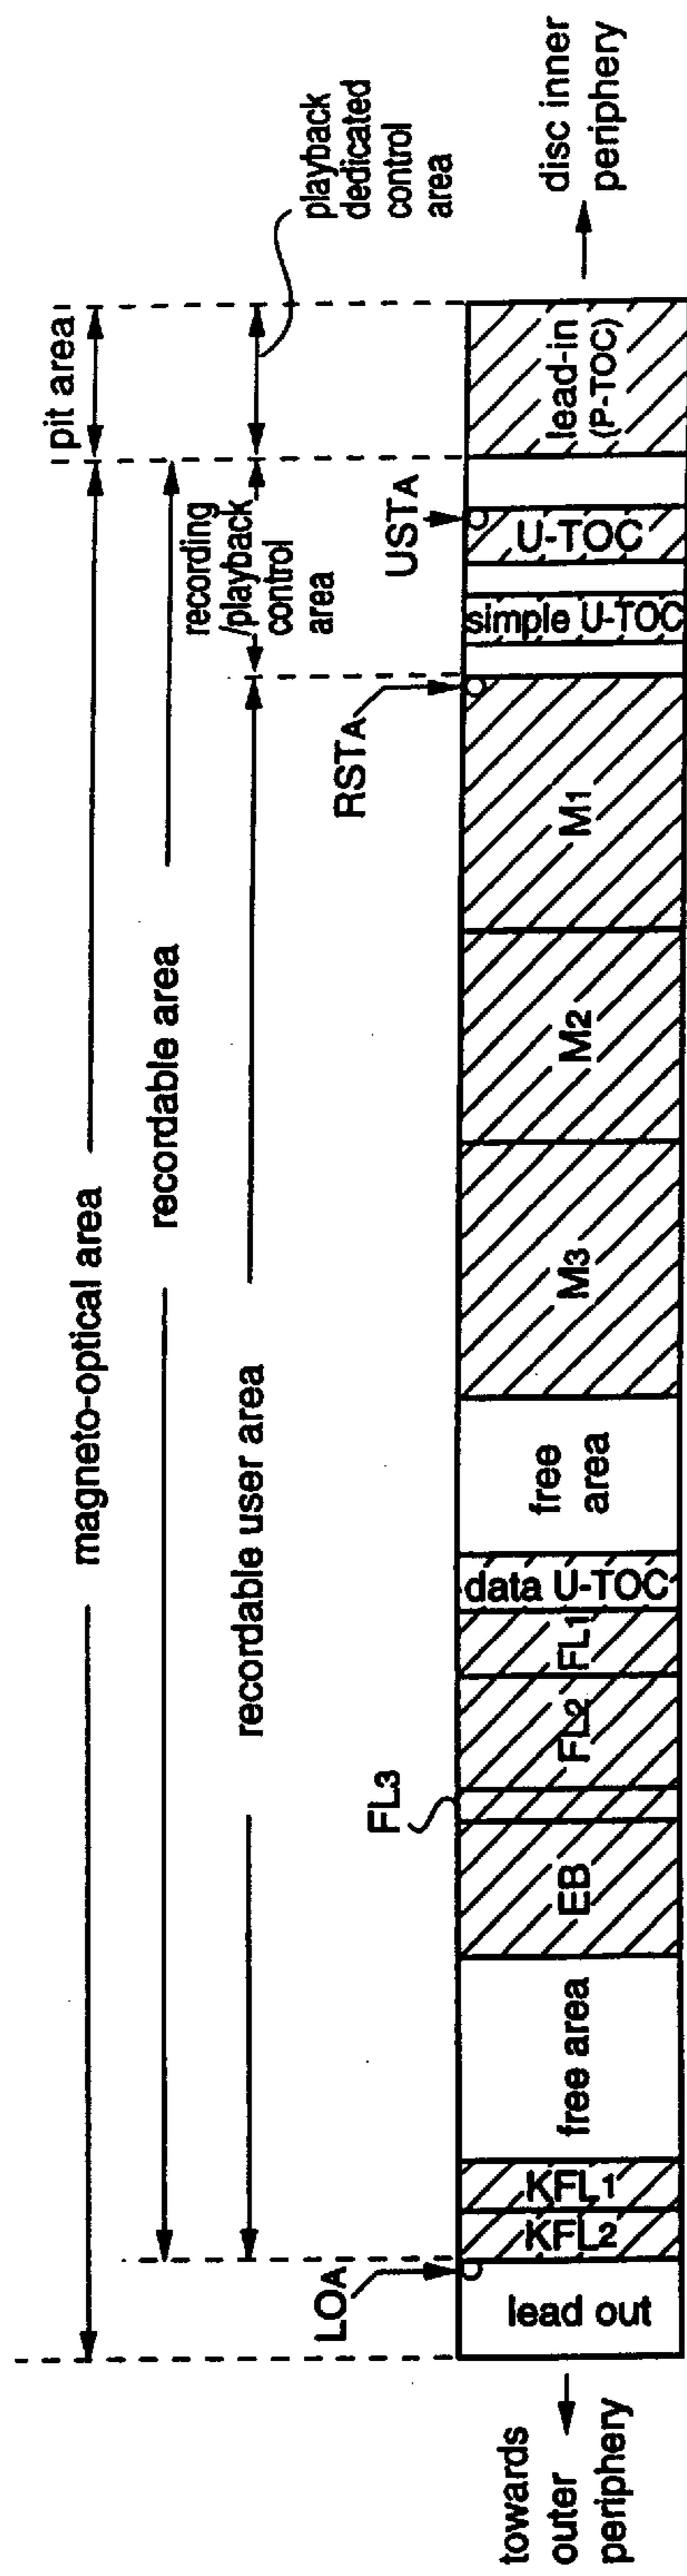 magneto-optical area
pit area
recordable area
recordable user area
recording
/playback
control
area
playback
dedicated
control
area
LOA
FL3
RSTA
USTA
towards
outer
periphery
lead out
KFL2
KFL1
free area
EB
FL2
FL1
data U-TOC
free
area
M3
M2
M1
simple U-TOC
U-TOC
lead-in
(P-TOC)
disc inner
periphery